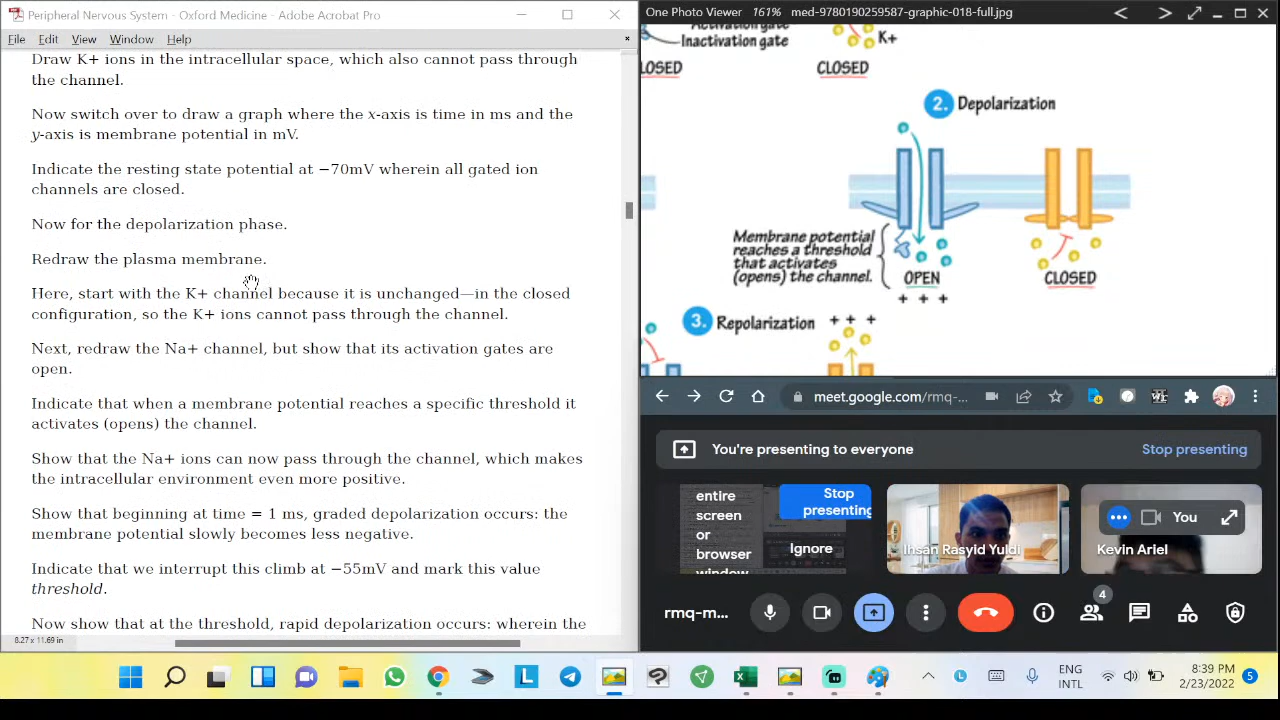 Peripheral Nervous System - Oxford Medicine - Adobe Acrobat Pro
File
View
Window
Help
K+ ions in the intracellular space, which also cannot pass through
the channel.
Now switch over to draw a graph where the x-axis is time in ms and the
y-axis is membrane potential in mV.
Indicate the resting state potential at −70mV wherein all gated ion
channels are closed.
Now for the depolarization phase.
Redraw the plasma membrane.
Here, start with the K+ channel because it is unchanged—in the closed
configuration, so the K+ ions cannot pass through the channel.
Next, redraw the Na+ channel, but show that its activation gates are
open.
Indicate that when a membrane potential reaches a specific threshold it
activates (opens) the channel.
Show that the Na+ ions can now pass through the channel, which makes
the intracellular environment even more positive.
Show that beginning at time = 1 ms, graded depolarization occurs: the
membrane potential slowly becomes less negative.
Indicate that we interrupt this climb at −55mV and mark this value
threshold.
Now show that at the threshold, rapid depolarization occurs: wherein the
8.27 x 11.69 in
One Photo Viewer 161% med-9780190259587-graphic-018-full.jpg
Activation gate
Inactivation gate
K+
LOSED
CLOSED
2. Depolarization
Membrane potential
reaches a threshold
that activates
(opens) the channel.
OPEN
+ + +
CLOSED
3. Repolarization
+ + +
meet.google.com/rmq-...
You're presenting to everyone
Stop presenting
entire
screen
or
browser
window
Stop
presenting
Ignore
Ihsan Rasyid Yuldi
You
Kevin Ariel
rmq-m...
4
ENG
INTL
8:39 PM
2/23/2022
5